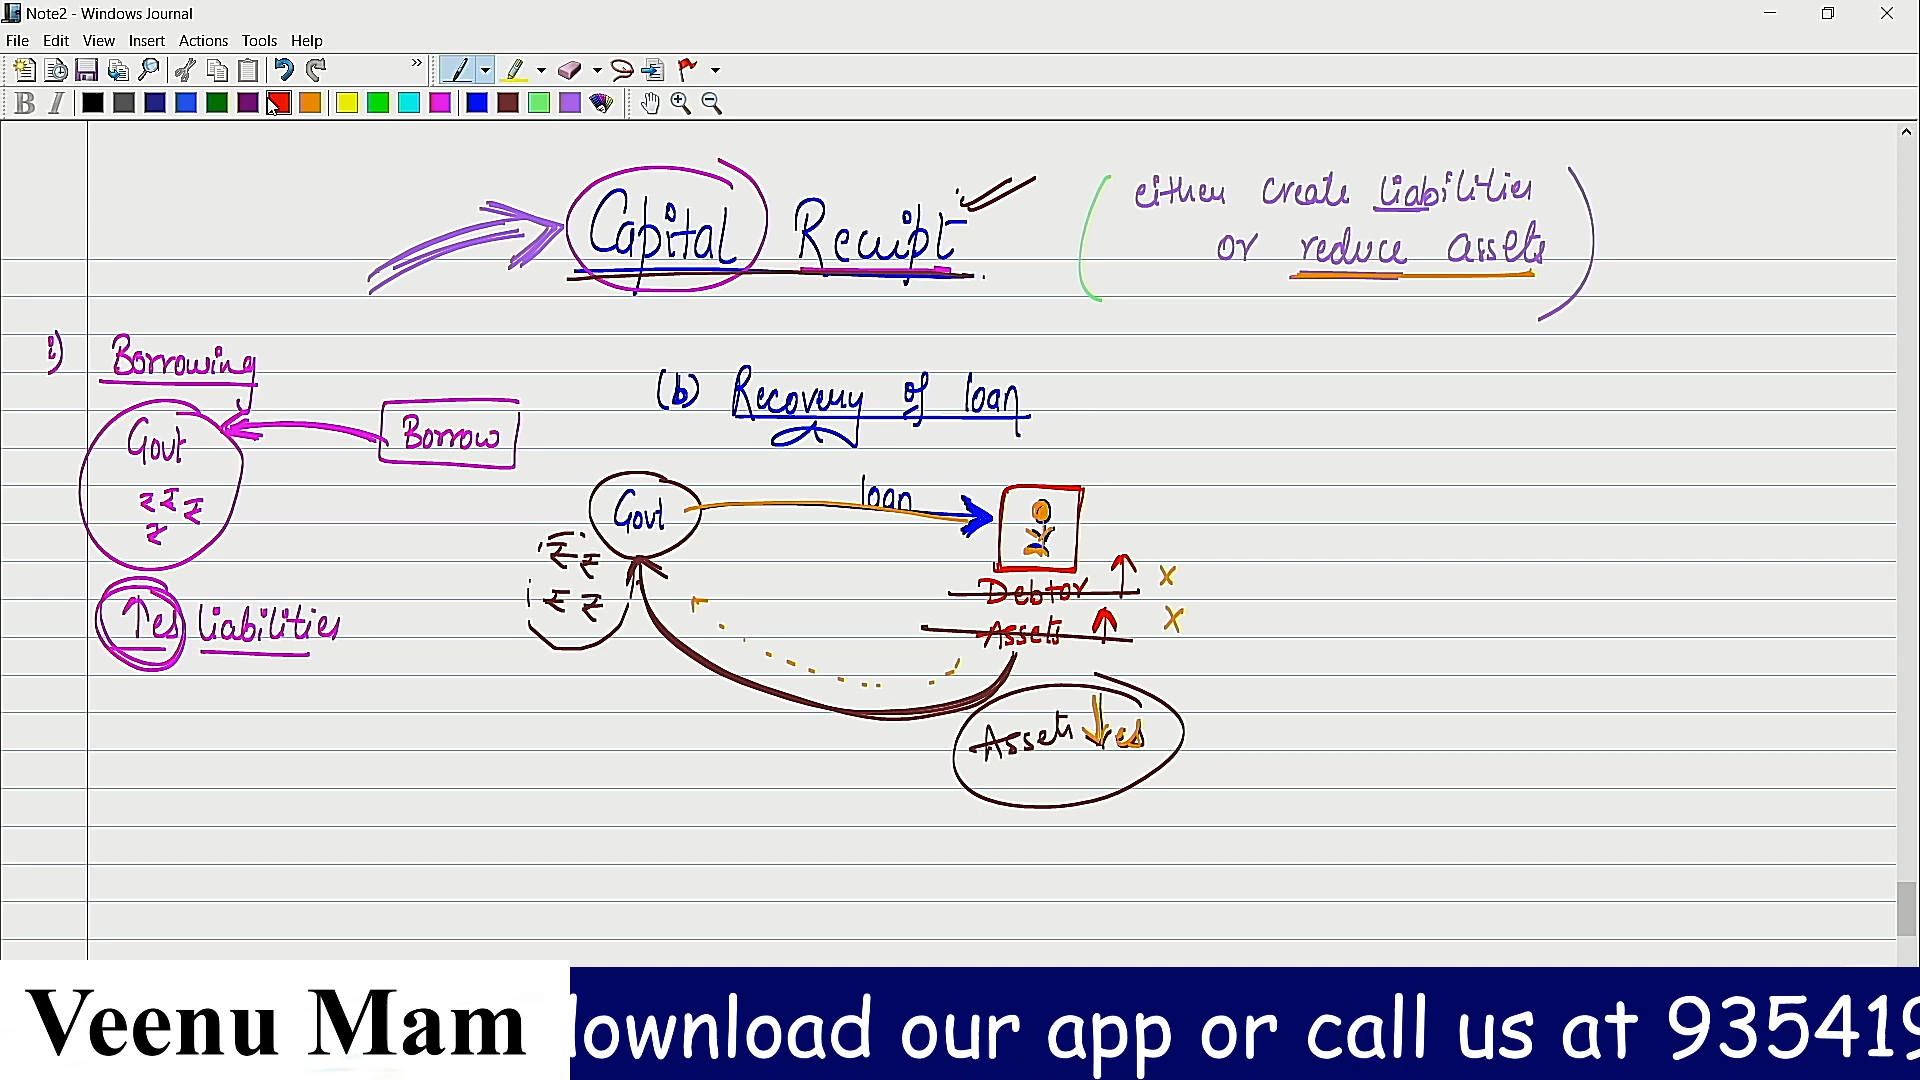 Note2 - Windows Journal
File Edit View Insert Actions Tools Help
B I
Capital Receipt
either create liabilities
or reduce assets
i) Borrowing
Govt
Borrow
₹ ₹ ₹
₹
↑es liabilities
(b) Recovery of loan
Govt
loan
₹ ₹
₹ ₹
Debtor ↑ x
Assets ↑ x
Assets ↓es
Veenu Mam
ownload our app or call us at 935419